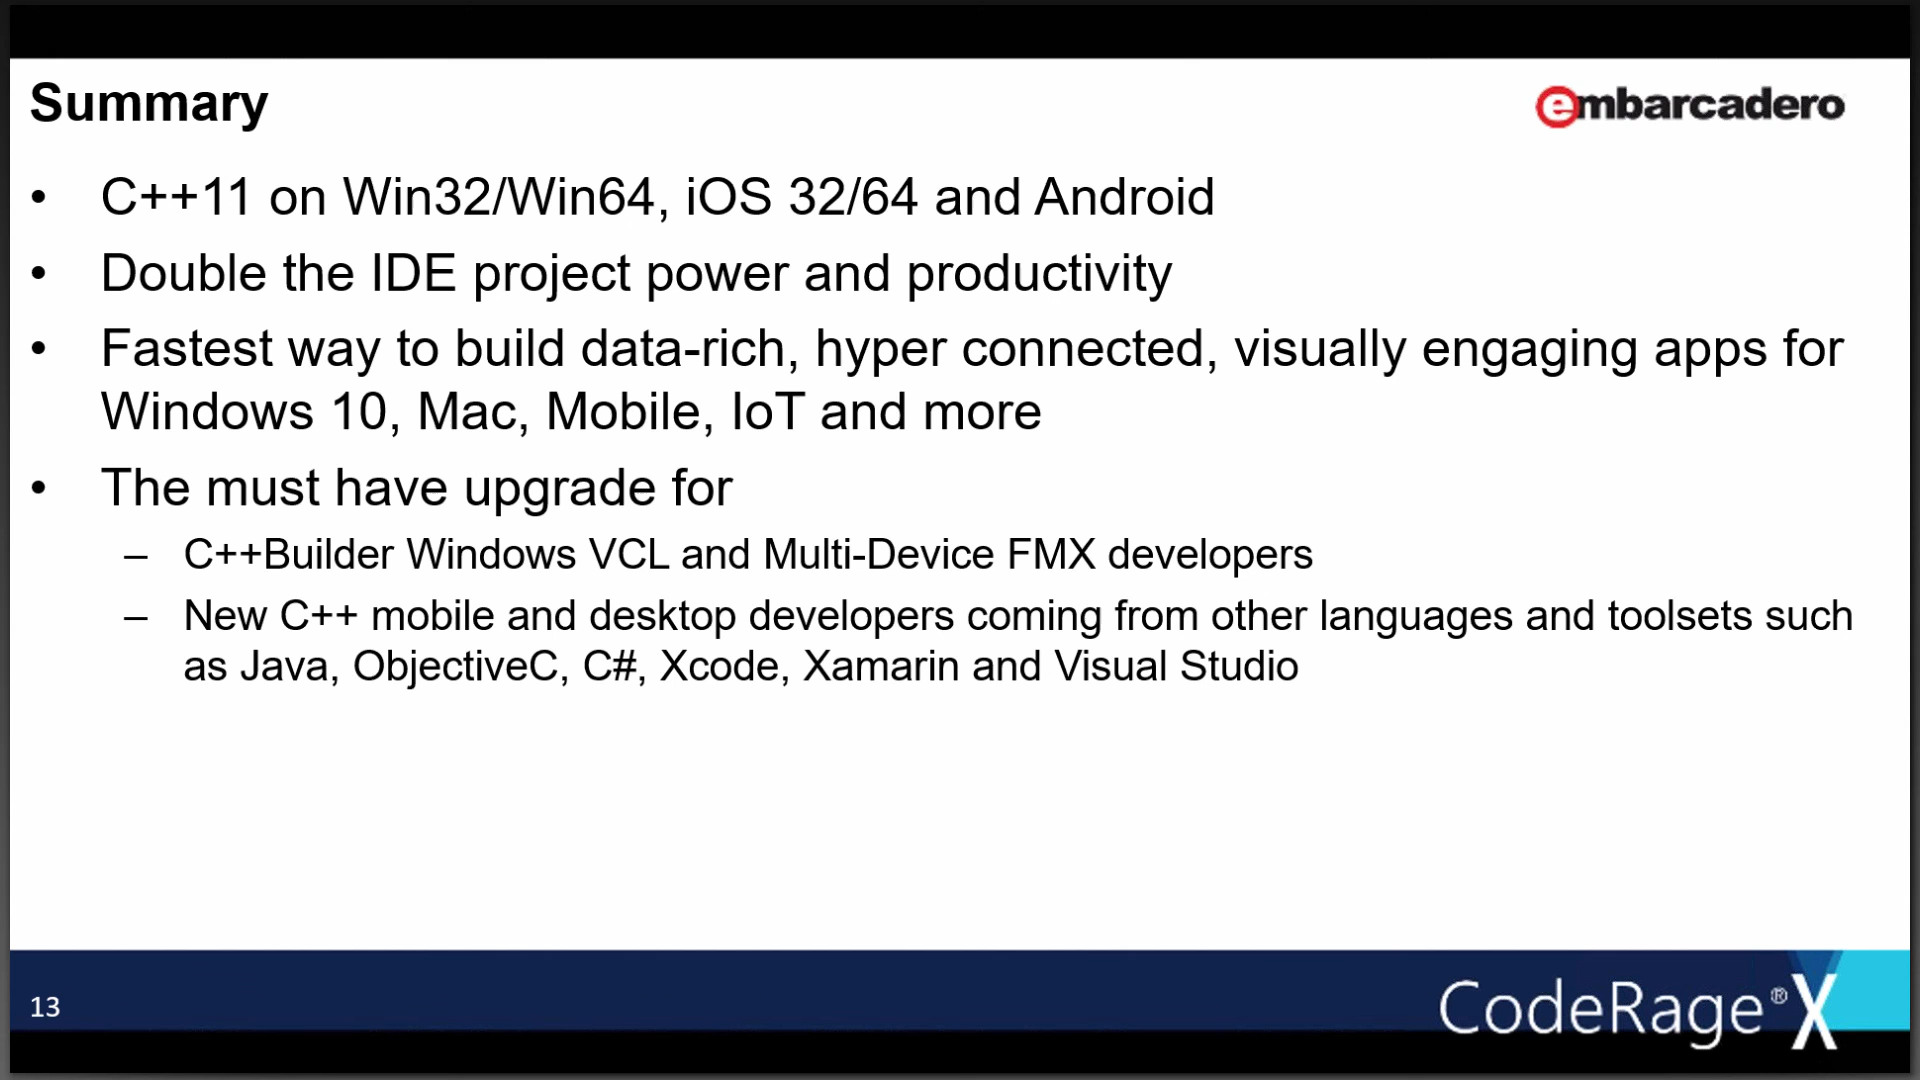 Summary
embarcadero
• C++11 on Win32/Win64, iOS 32/64 and Android
• Double the IDE project power and productivity
• Fastest way to build data-rich, hyper connected, visually engaging apps for
Windows 10, Mac, Mobile, IoT and more
• The must have upgrade for
– C++Builder Windows VCL and Multi-Device FMX developers
– New C++ mobile and desktop developers coming from other languages and toolsets such
as Java, ObjectiveC, C#, Xcode, Xamarin and Visual Studio
13
CodeRage® X